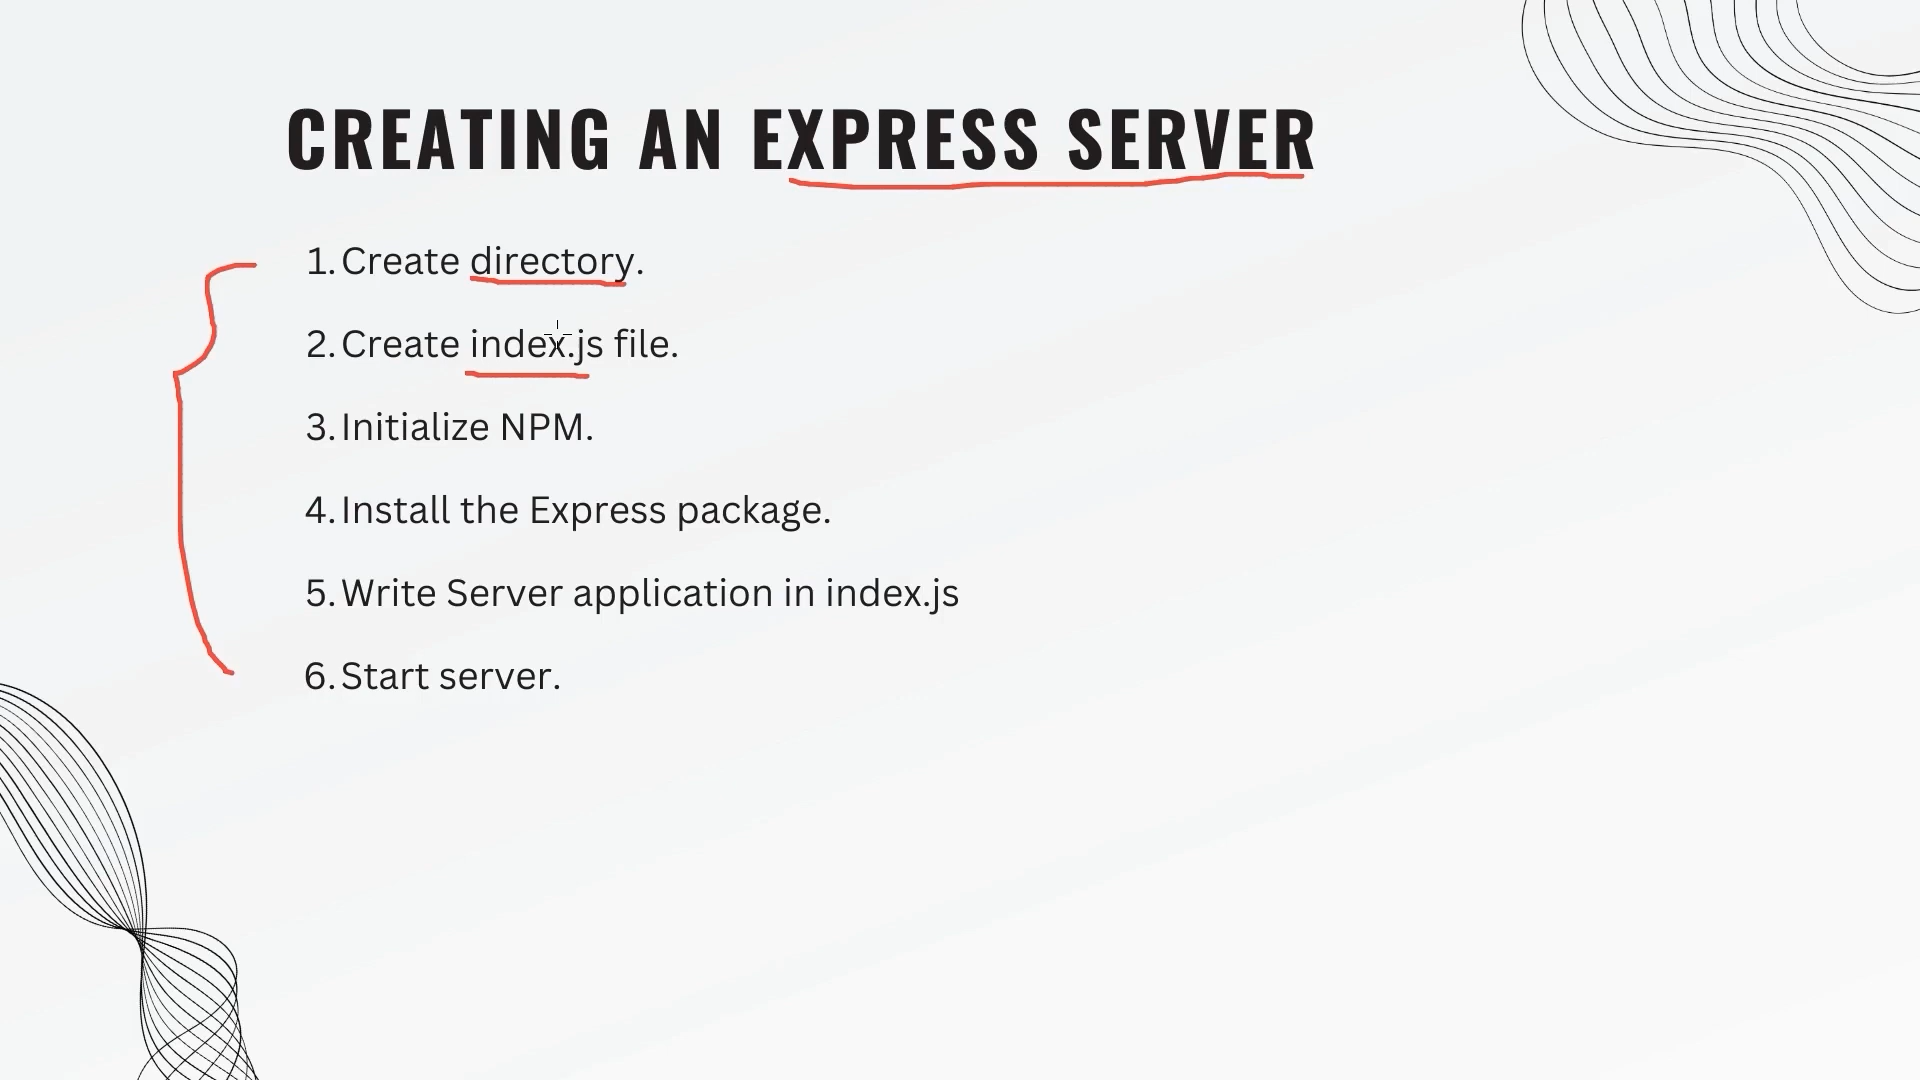 CREATING AN EXPRESS SERVER
1. Create directory.
2. Create index.js file.
3. Initialize NPM.
4. Install the Express package.
5. Write Server application in index.js
6. Start server.